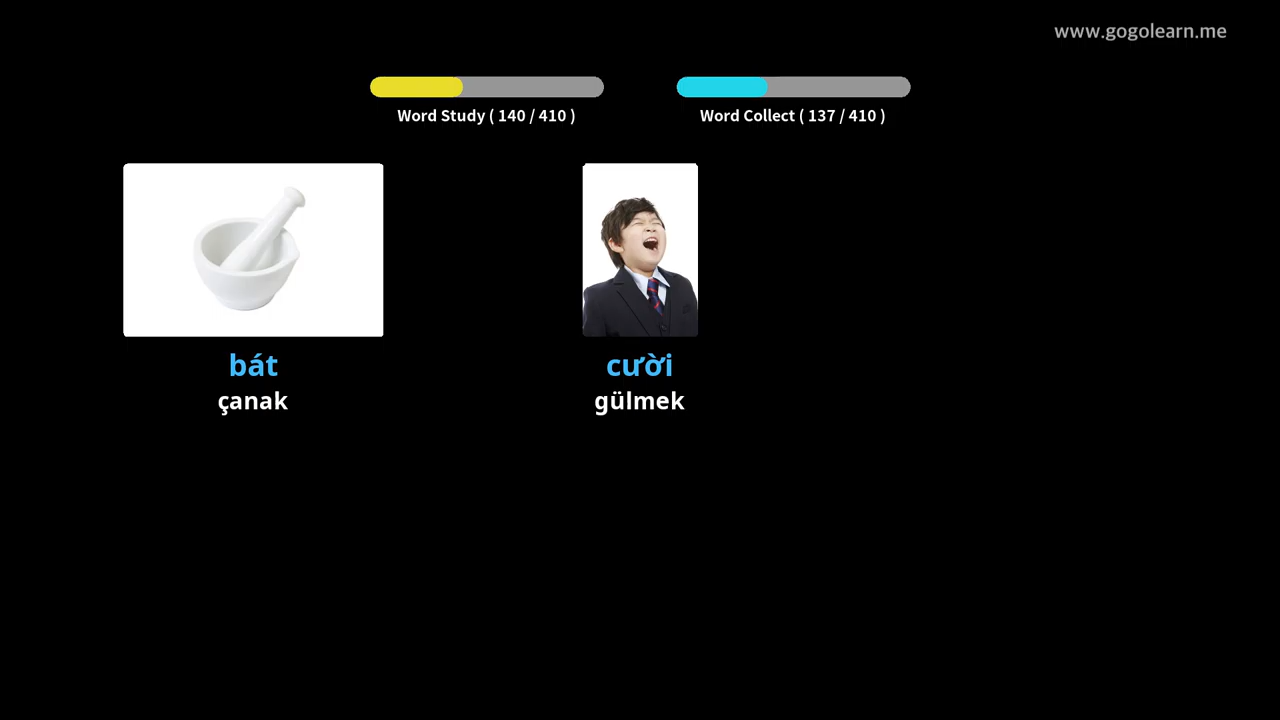 www.gogolearn.me
Word Study ( 140 / 410 )
Word Collect ( 137 / 410 )
bát
çanak
cười
gülmek